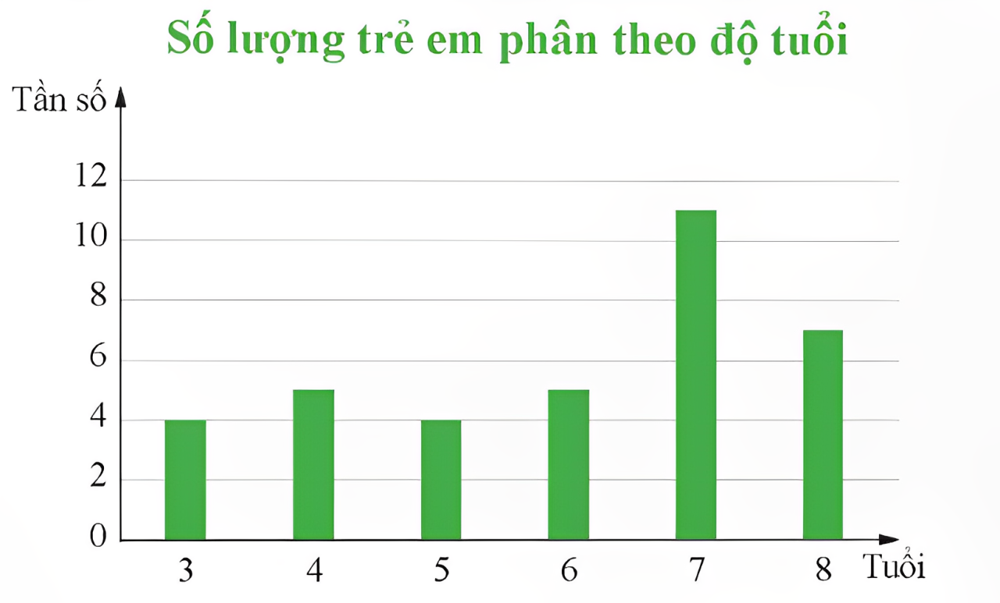 Số lượng trẻ em phân theo độ tuổi
Tần số
12
10
8
6
4
2
0
3 4 5 6 7 8 Tuổi